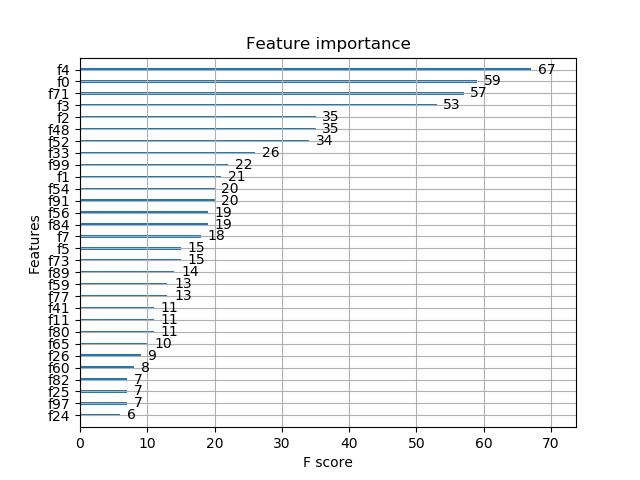 Feature importance
f4 67
f0 59
f71 57
f3 53
f2 35
f48 35
f52 34
f33 26
f99 22
f1 21
f54 20
f91 20
f56 19
f84 19
f7 18
f5 15
f73 15
f89 14
f59 13
f77 13
f41 11
f11 11
f80 11
f65 10
f26 9
f60 8
f82 7
f25 7
f97 7
f24 6
Features
0 10 20 30 40 50 60 70
F score